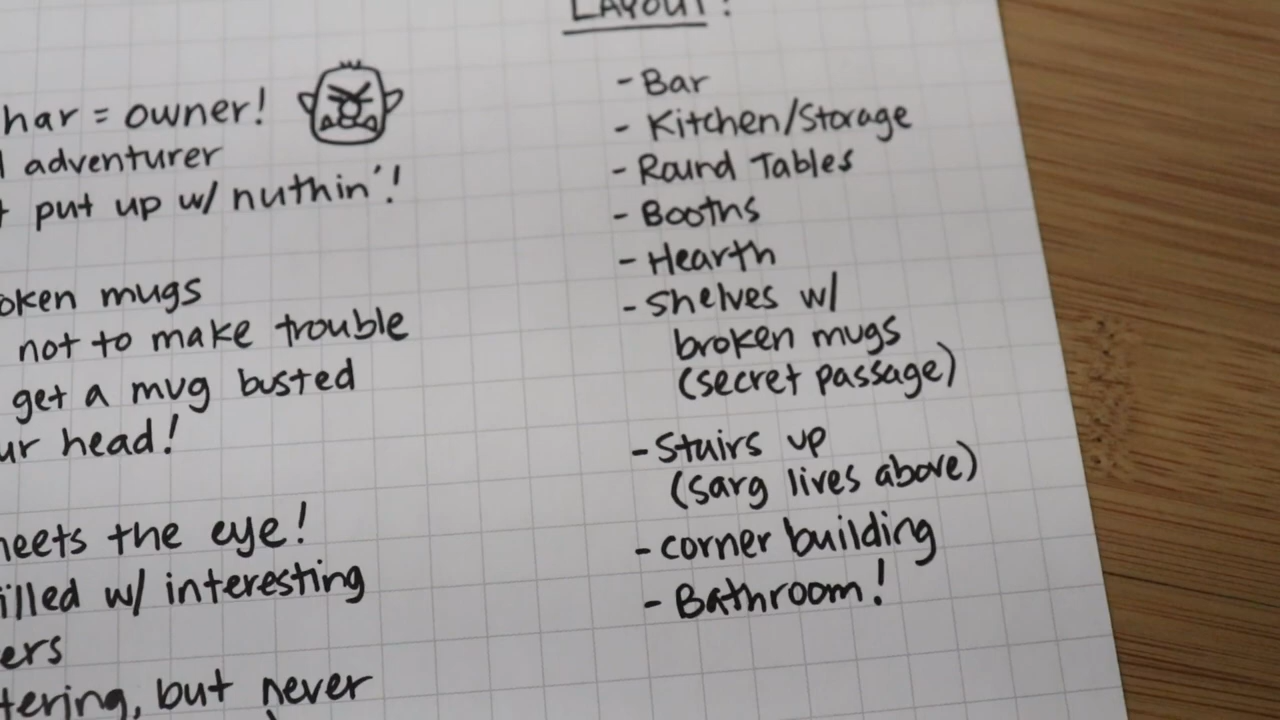 LAYOUT:
har = owner!
adventurer
put up w/ nuthin'!
oken mugs
not to make trouble
get a mug busted
ur head!
meets the eye!
illed w/ interesting
ers
tering, but never
- Bar
- Kitchen/Storage
- Round Tables
- Booths
- Hearth
- Shelves w/
broken mugs
(secret passage)
- Stairs up
(Sarg lives above)
- corner building
- Bathroom!